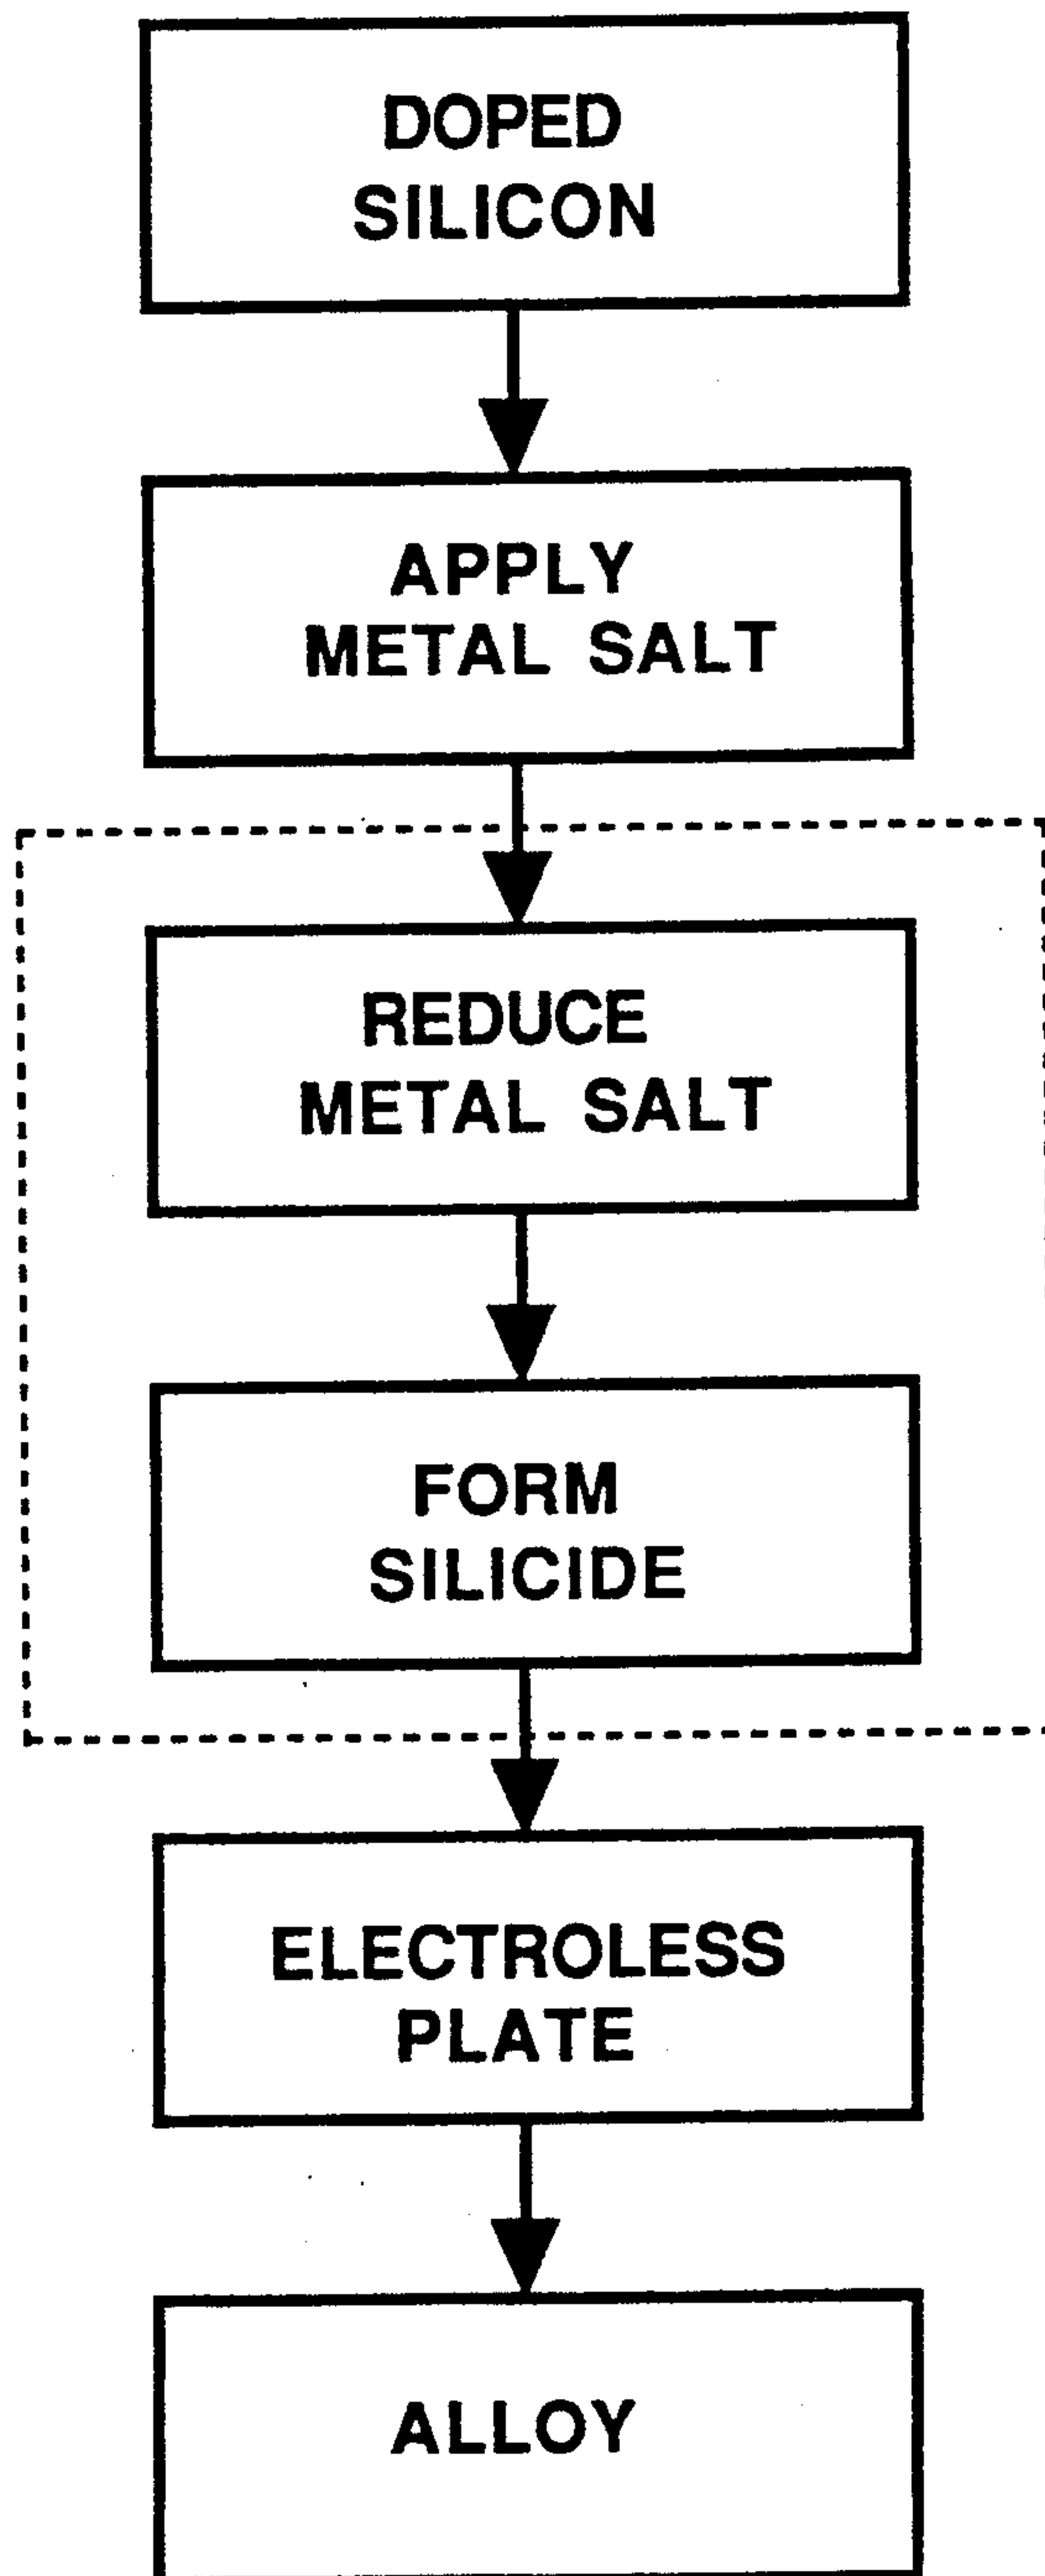 DOPED
SILICON
APPLY
METAL SALT
REDUCE
METAL SALT
FORM
SILICIDE
ELECTROLESS
PLATE
ALLOY